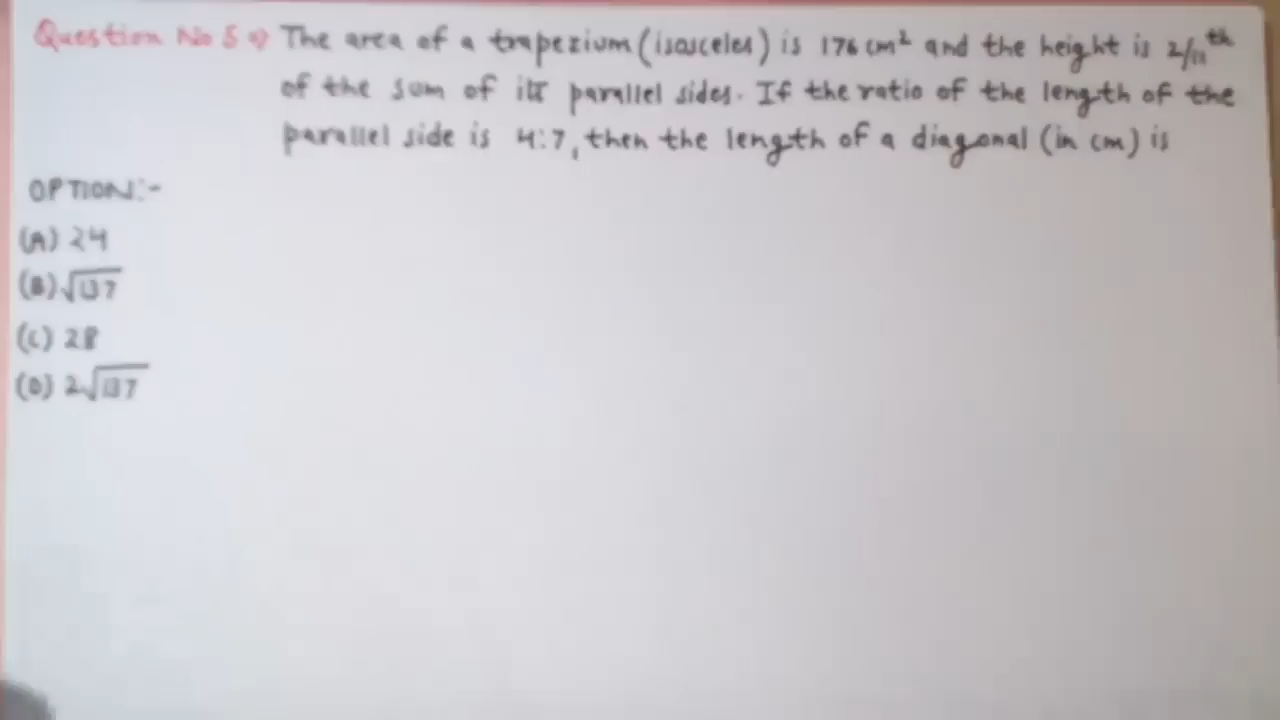 Question No 5 ⇒ The area of a trapezium (isosceles) is 176 cm² and the height is 2/11th
of the sum of its parallel sides. If the ratio of the length of the
parallel side is 4:7, then the length of a diagonal (in cm) is
OPTION:-
(A) 24
(B) √137
(C) 28
(D) 2√137